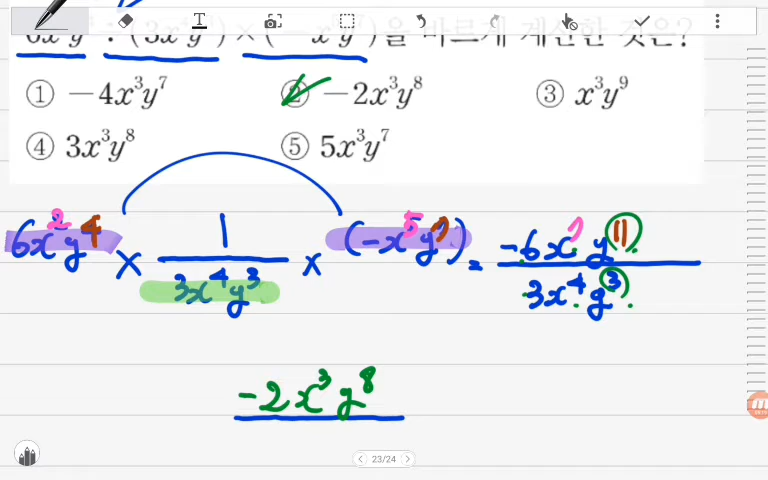 을 바르게 계산한 것은?
① −4x³y⁷ ② −2x³y⁸ ③ x³y⁹
④ 3x³y⁸ ⑤ 5x³y⁷
6x²y⁴ × 1/(3x⁴y³) × (−x⁵y⁷) = −6x⁷y¹¹/(3x⁴y³)
−2x³y⁸
23/24